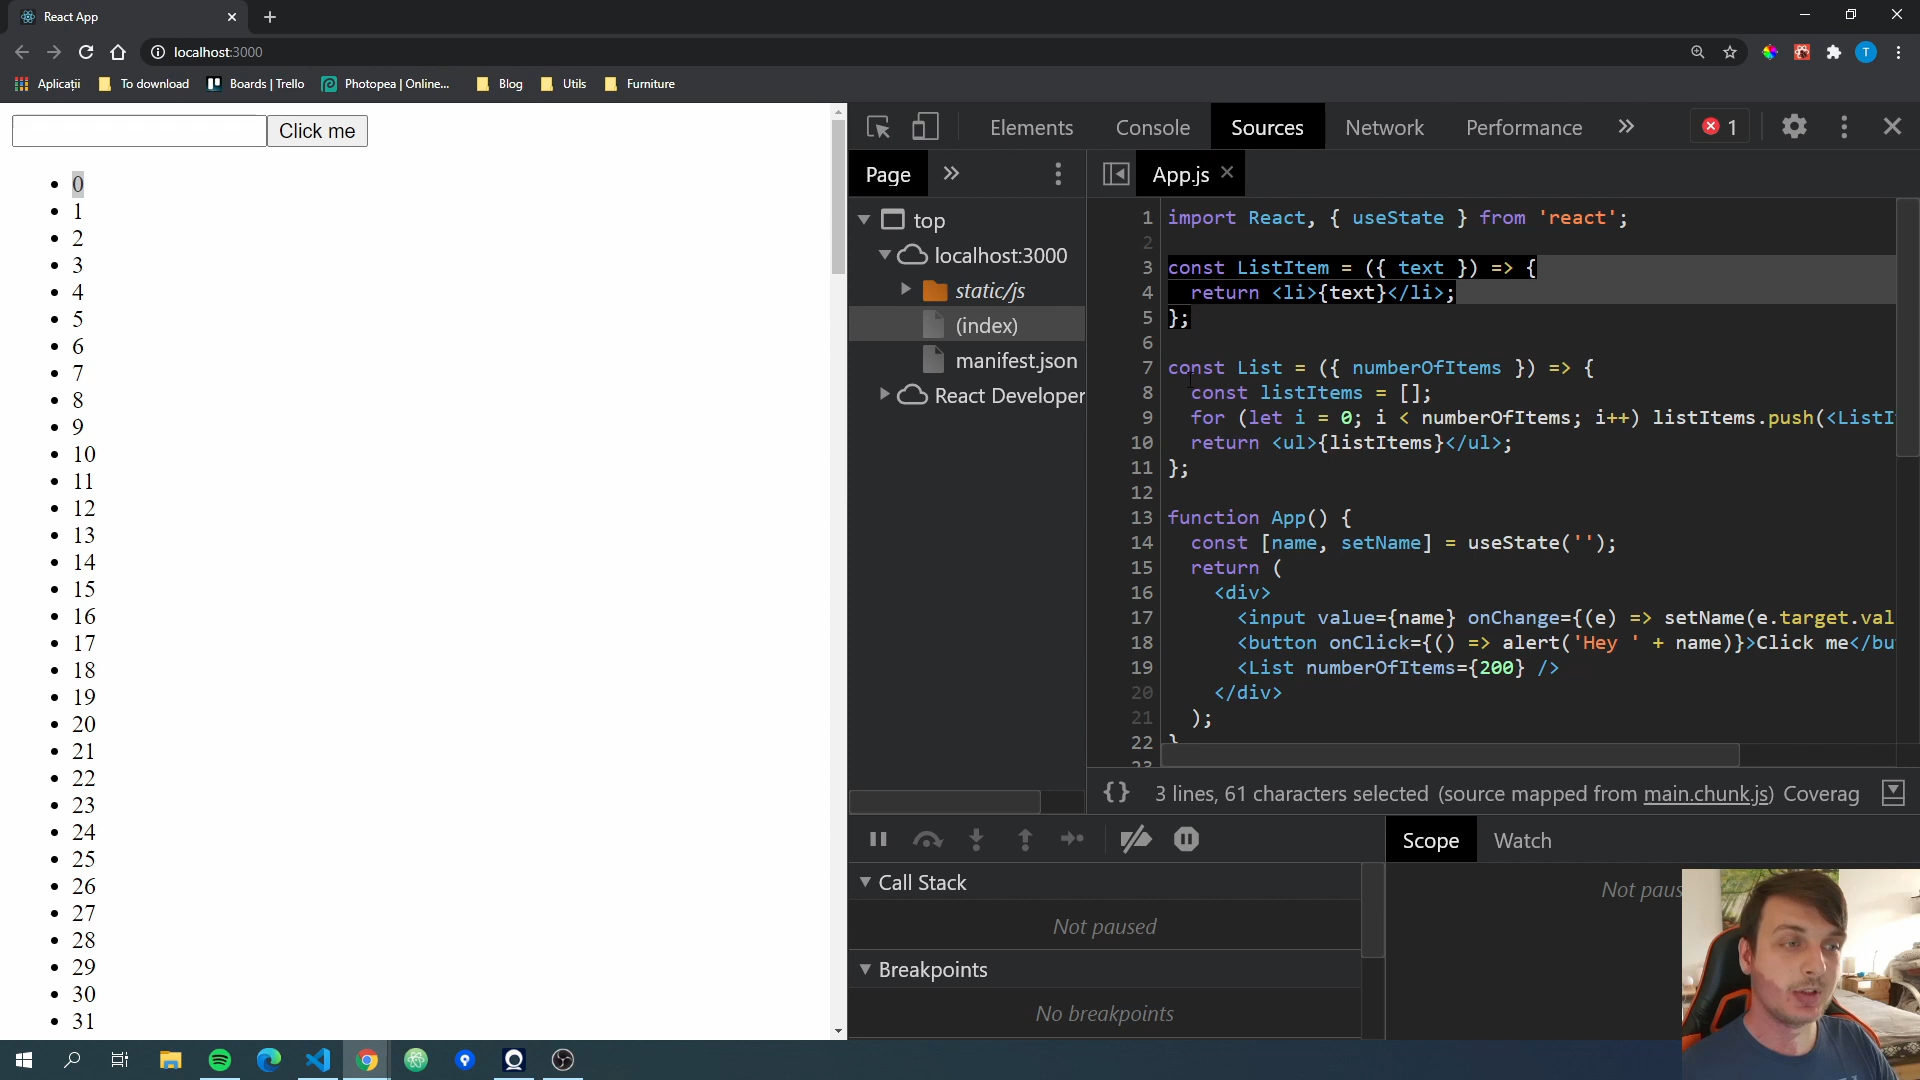 React App
localhost:3000
Aplicații
To download
Boards | Trello
Photopea | Online...
Blog
Utils
Furniture
T
Click me
0
1
2
3
4
5
6
7
8
9
10
11
12
13
14
15
16
17
18
19
20
21
22
23
24
25
26
27
28
29
30
31
Elements Console Sources Network Performance » 1
Page »
top
localhost:3000
static/js
(index)
manifest.json
React Developer
App.js
1 import React, { useState } from 'react';
2
3 const ListItem = ({ text }) => {
4 return <li>{text}</li>;
5 };
6
7 const List = ({ numberOfItems }) => {
8 const listItems = [];
9 for (let i = 0; i < numberOfItems; i++) listItems.push(<ListI
10 return <ul>{listItems}</ul>;
11 };
12
13 function App() {
14 const [name, setName] = useState('');
15 return (
16 <div>
17 <input value={name} onChange={(e) => setName(e.target.val
18 <button onClick={() => alert('Hey ' + name)}>Click me</bu
19 <List numberOfItems={200} />
20 </div>
21 );
22 }
23
{} 3 lines, 61 characters selected (source mapped from main.chunk.js) Coverag
Scope Watch
Call Stack
Not paused
Breakpoints
No breakpoints
Not paus